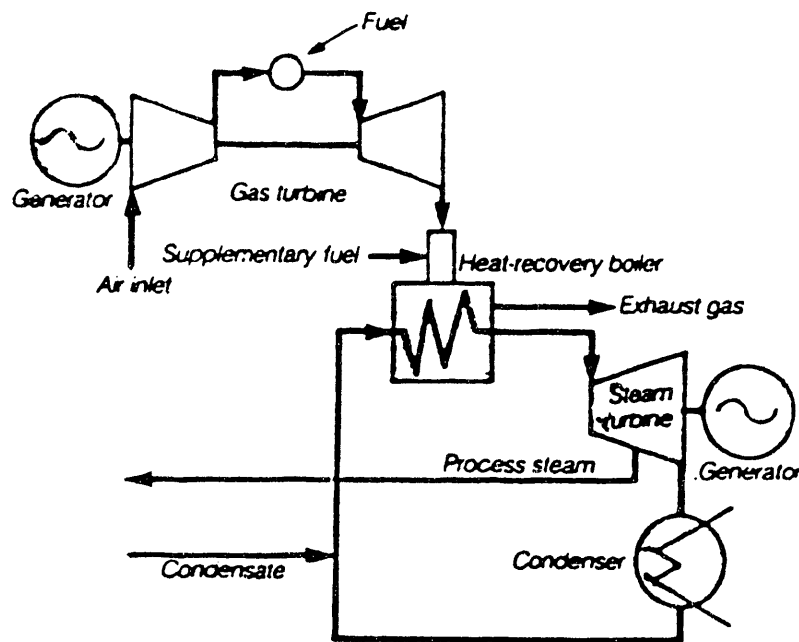 Fuel
Generator
Gas turbine
Supplementary fuel
Heat-recovery boiler
Air inlet
Exhaust gas
Steam
turbine
Process steam
Generator
Condensate
Condenser